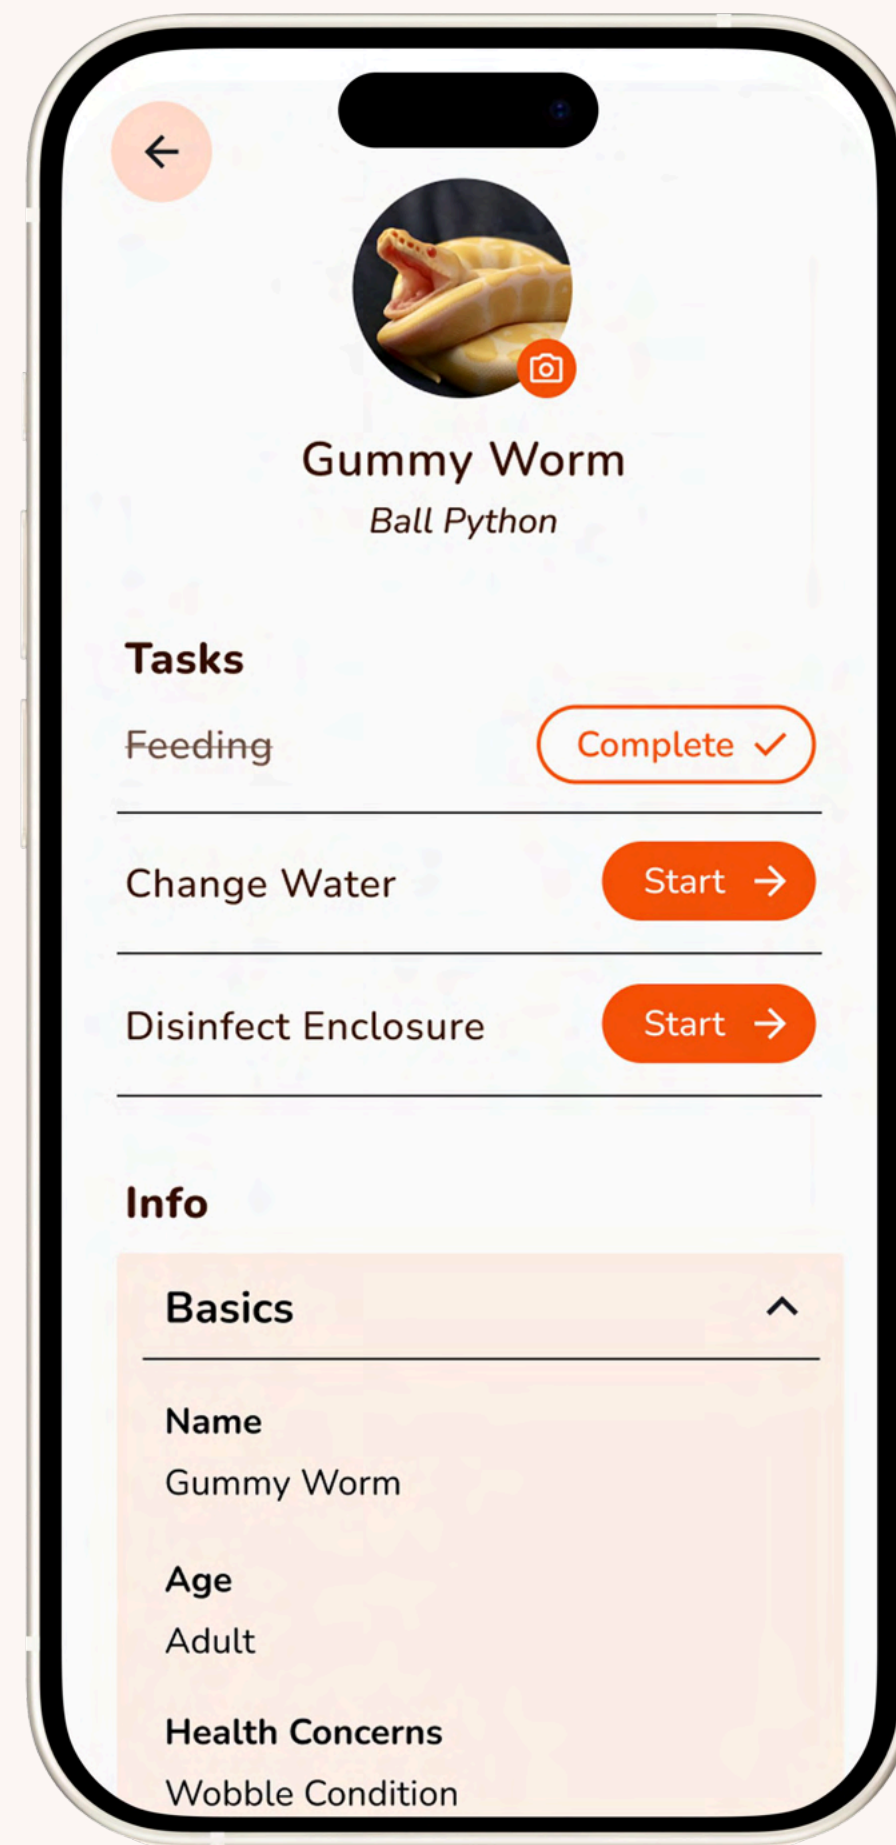 Gummy Worm
Ball Python
Tasks
Feeding
Complete
Change Water
Start
Disinfect Enclosure
Start
Info
Basics
Name
Gummy Worm
Age
Adult
Health Concerns
Wobble Condition